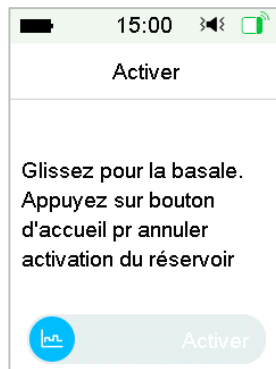 15:00
Activer
Glissez pour la basale.
Appuyez sur bouton
d'accueil pr annuler
activation du réservoir
Activer